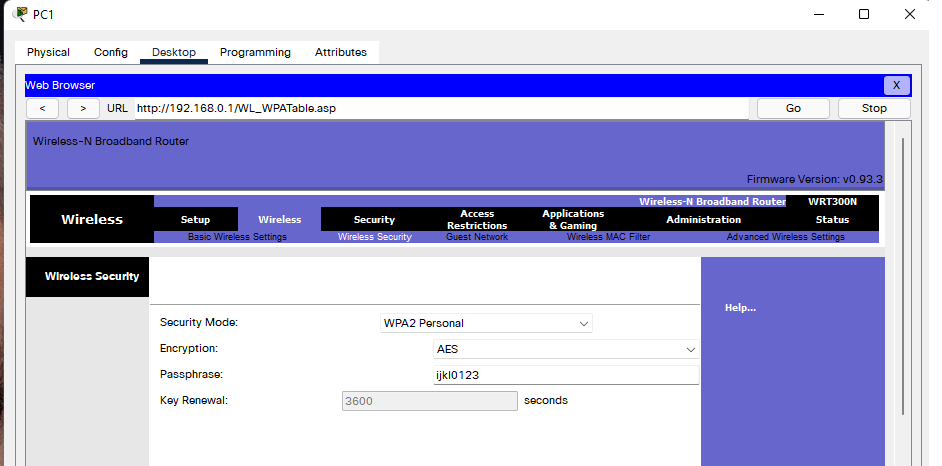 PC1
Physical Config Desktop Programming Attributes
Web Browser X
< > URL http://192.168.0.1/WL_WPATable.asp Go Stop
Wireless-N Broadband Router
Firmware Version: v0.93.3
Wireless-N Broadband Router WRT300N
Wireless Setup Wireless Security Access Restrictions Applications & Gaming Administration Status
Basic Wireless Settings Wireless Security Guest Network Wireless MAC Filter Advanced Wireless Settings
Wireless Security
Help...
Security Mode: WPA2 Personal
Encryption: AES
Passphrase: ijkl0123
Key Renewal: 3600 seconds